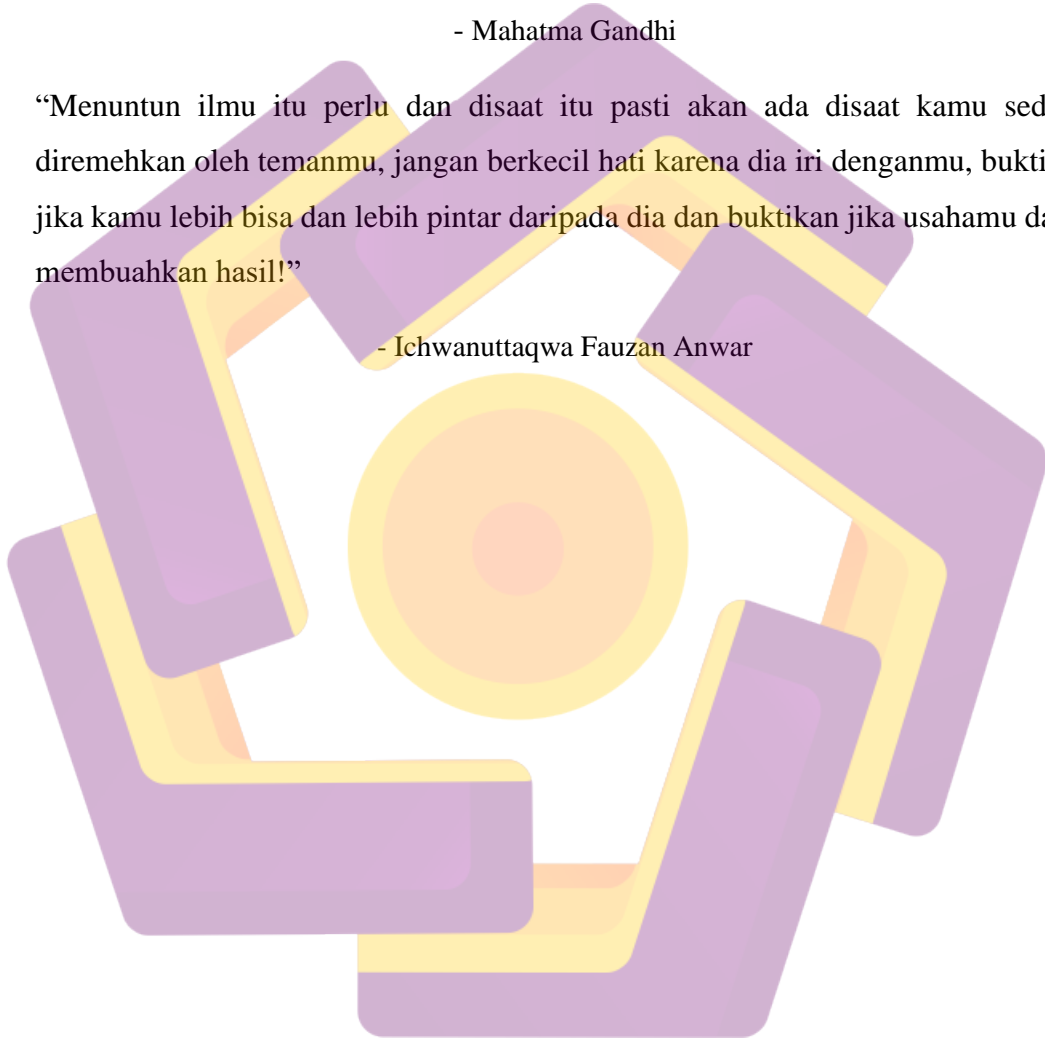 - Mahatma Gandhi
“Menuntun ilmu itu perlu dan disaat itu pasti akan ada disaat kamu sed
diremehkan oleh temanmu, jangan berkecil hati karena dia iri denganmu, bukti
jika kamu lebih bisa dan lebih pintar daripada dia dan buktikan jika usahamu da
membuahkan hasil!”
- Ichwanuttaqwa Fauzan Anwar